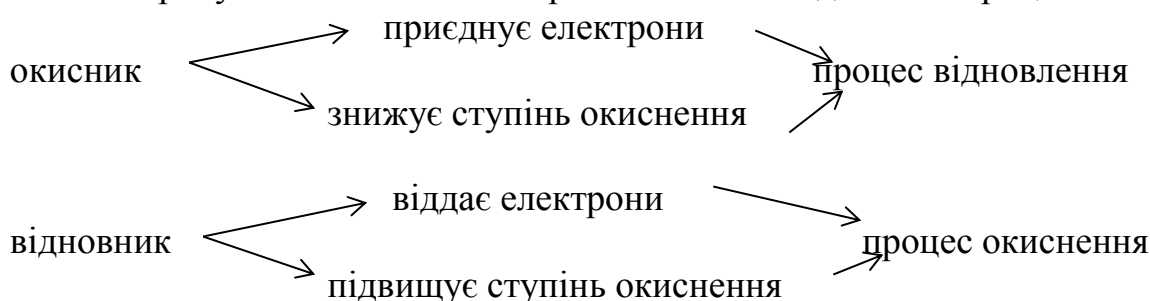 приєднує електрони
окисник процес відновлення
знижує ступінь окиснення
віддає електрони
відновник процес окиснення
підвищує ступінь окиснення